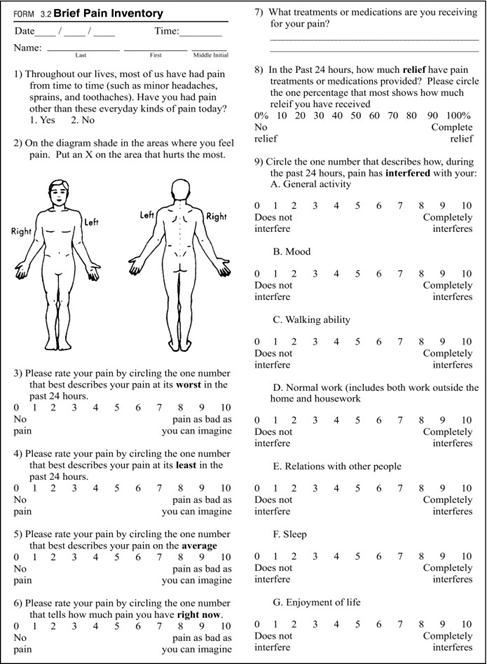 FORM 3.2 Brief Pain Inventory
Date____ / ____ / ____ Time:________
Name: ____________ ________ ______
Last First Middle Initial
1) Throughout our lives, most of us have had pain
from time to time (such as minor headaches,
sprains, and toothaches). Have you had pain
other than these everyday kinds of pain today?
1. Yes 2. No
2) On the diagram shade in the areas where you feel
pain. Put an X on the area that hurts the most.
Left Left Right
Right
3) Please rate your pain by circling the one number
that best describes your pain at its worst in the
past 24 hours.
0 1 2 3 4 5 6 7 8 9 10
No pain as bad as
pain you can imagine
4) Please rate your pain by circling the one number
that best describes your pain at its least in the
past 24 hours.
0 1 2 3 4 5 6 7 8 9 10
No pain as bad as
pain you can imagine
5) Please rate your pain by circling the one number
that best describes your pain on the average
0 1 2 3 4 5 6 7 8 9 10
No pain as bad as
pain you can imagine
6) Please rate your pain by circling the one number
that tells how much pain you have right now.
0 1 2 3 4 5 6 7 8 9 10
No pain as bad as
pain you can imagine
7) What treatments or medications are you receiving
for your pain?
8) In the Past 24 hours, how much relief have pain
treatments or medications provided? Please circle
the one percentage that most shows how much
releif you have received
0% 10 20 30 40 50 60 70 80 90 100%
No Complete
relief relief
9) Circle the one number that describes how, during
the past 24 hours, pain has interfered with your:
A. General activity
0 1 2 3 4 5 6 7 8 9 10
Does not Completely
interfere interferes
B. Mood
0 1 2 3 4 5 6 7 8 9 10
Does not Completely
interfere interferes
C. Walking ability
0 1 2 3 4 5 6 7 8 9 10
Does not Completely
interfere interferes
D. Normal work (includes both work outside the
home and housework
0 1 2 3 4 5 6 7 8 9 10
Does not Completely
interfere interferes
E. Relations with other people
0 1 2 3 4 5 6 7 8 9 10
Does not Completely
interfere interferes
F. Sleep
0 1 2 3 4 5 6 7 8 9 10
Does not Completely
interfere interferes
G. Enjoyment of life
0 1 2 3 4 5 6 7 8 9 10
Does not Completely
interfere interferes